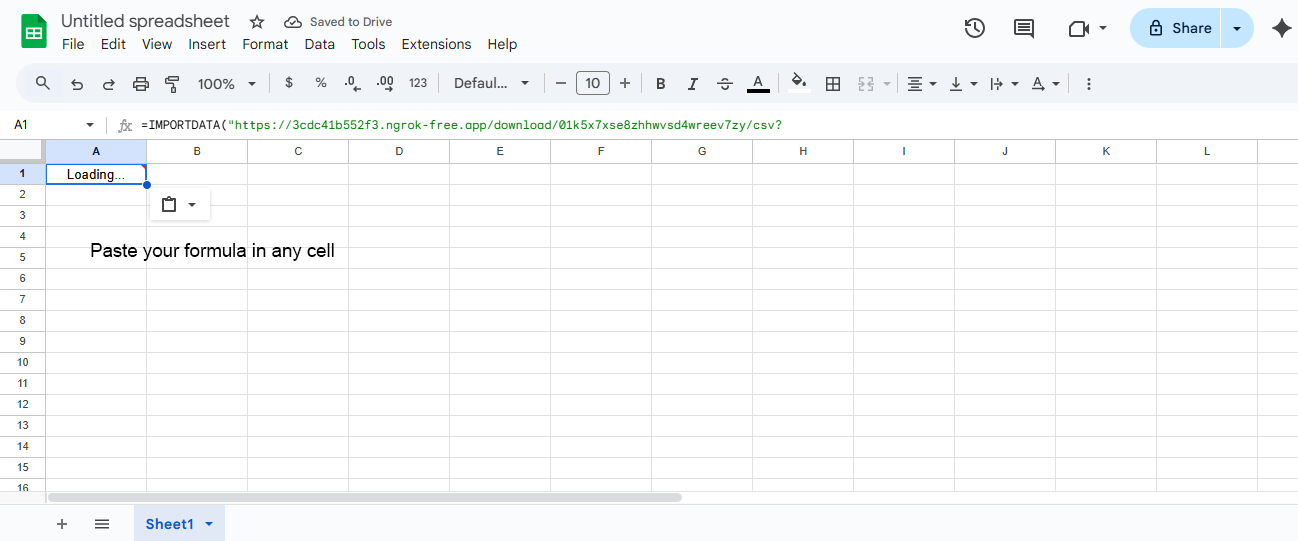 Untitled spreadsheet Saved to Drive
File Edit View Insert Format Data Tools Extensions Help
Share
100% $ % .0 .00 123 Defaul... − 10 + B I S A A
A1 fx =IMPORTDATA("https://3cdc41b552f3.ngrok-free.app/download/01k5x7xse8zhhwvsd4wreev7zy/csv?
A B C D E F G H I J K L
1 Loading...
2
3
4
Paste your formula in any cell
5
6
7
8
9
10
11
12
13
14
15
16
+ Sheet1